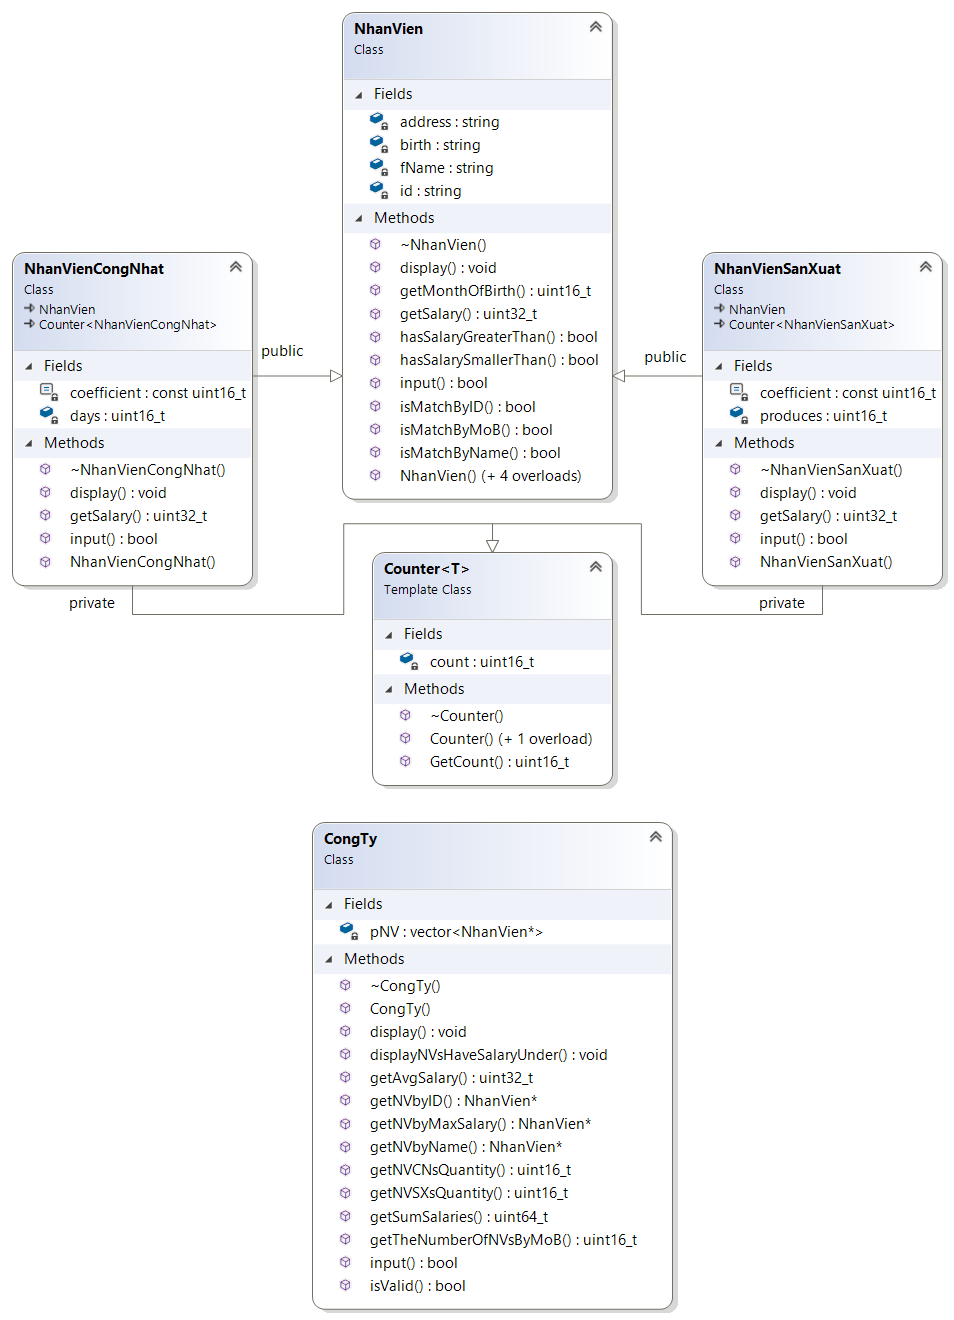 NhanVien
Class
Fields
address : string
birth : string
fName : string
id : string
Methods
~NhanVien()
display() : void
getMonthOfBirth() : uint16_t
getSalary() : uint32_t
hasSalaryGreaterThan() : bool
hasSalarySmallerThan() : bool
input() : bool
isMatchByID() : bool
isMatchByMoB() : bool
isMatchByName() : bool
NhanVien() (+ 4 overloads)
NhanVienCongNhat
Class
NhanVien
Counter<NhanVienCongNhat>
Fields
coefficient : const uint16_t
days : uint16_t
Methods
~NhanVienCongNhat()
display() : void
getSalary() : uint32_t
input() : bool
NhanVienCongNhat()
public
public
NhanVienSanXuat
Class
NhanVien
Counter<NhanVienSanXuat>
Fields
coefficient : const uint16_t
produces : uint16_t
Methods
~NhanVienSanXuat()
display() : void
getSalary() : uint32_t
input() : bool
NhanVienSanXuat()
private
private
Counter<T>
Template Class
Fields
count : uint16_t
Methods
~Counter()
Counter() (+ 1 overload)
GetCount() : uint16_t
CongTy
Class
Fields
pNV : vector<NhanVien*>
Methods
~CongTy()
CongTy()
display() : void
displayNVsHaveSalaryUnder() : void
getAvgSalary() : uint32_t
getNVbyID() : NhanVien*
getNVbyMaxSalary() : NhanVien*
getNVbyName() : NhanVien*
getNVCNsQuantity() : uint16_t
getNVSXsQuantity() : uint16_t
getSumSalaries() : uint64_t
getTheNumberOfNVsByMoB() : uint16_t
input() : bool
isValid() : bool